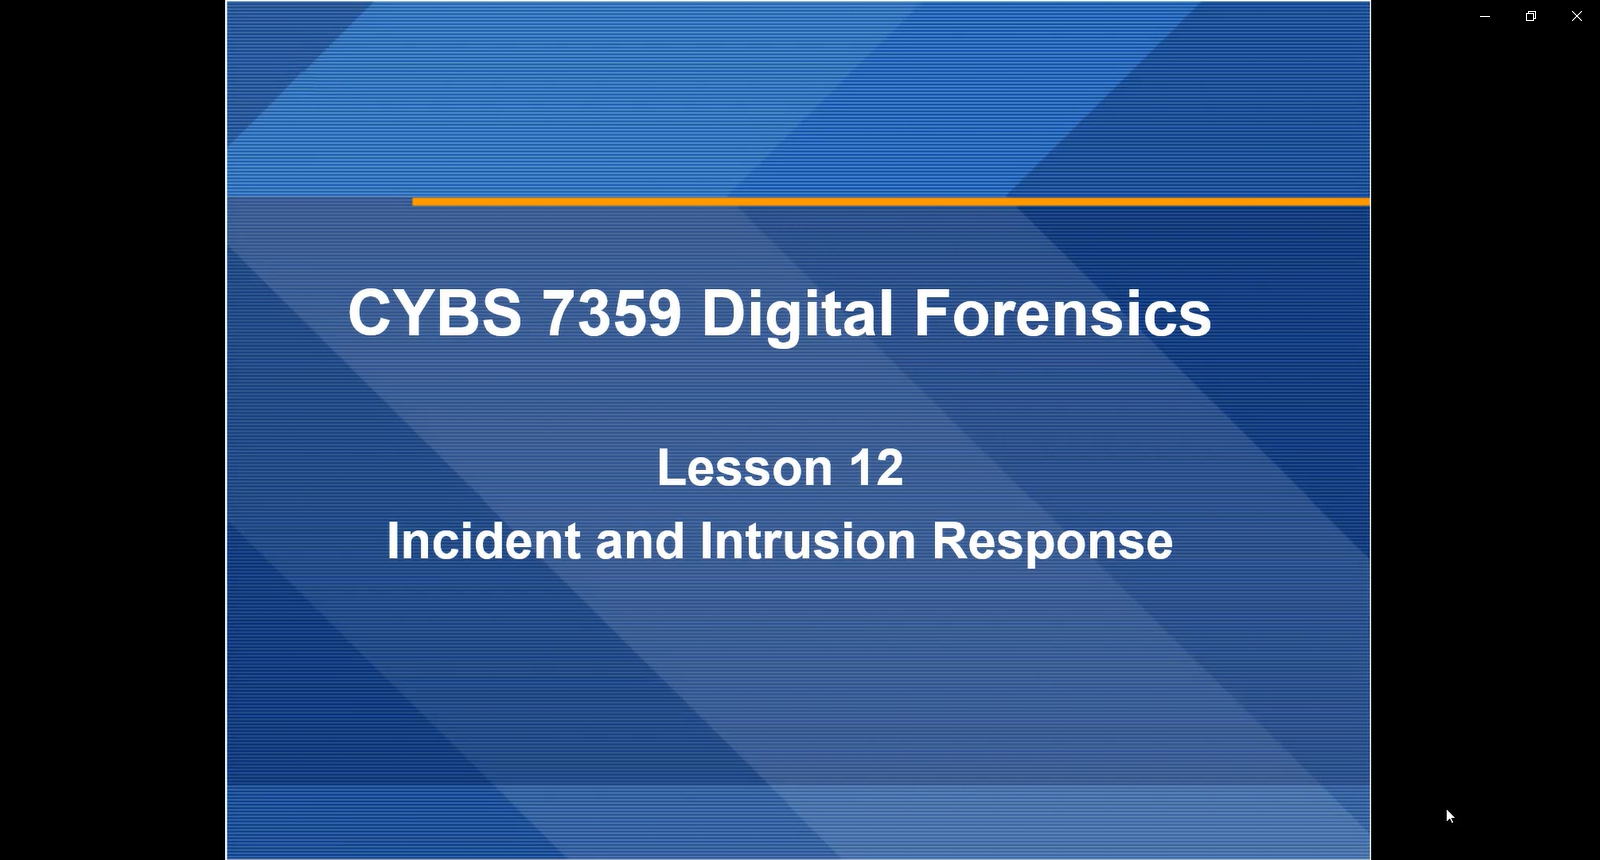 CYBS 7359 Digital Forensics
Lesson 12
Incident and Intrusion Response